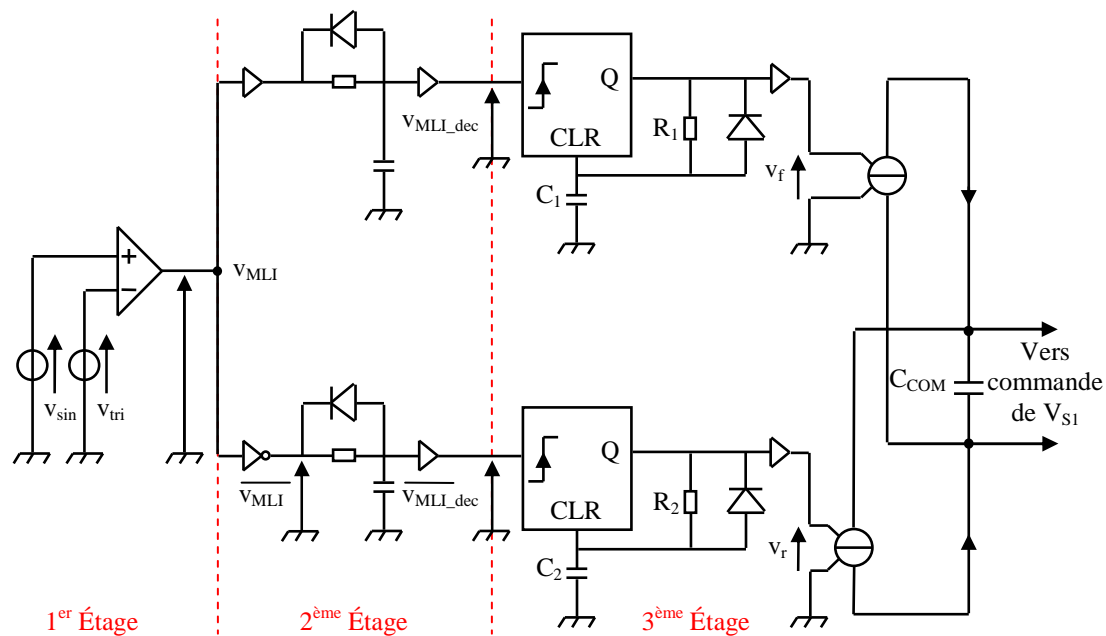 Q
CLR
R1
C1
vMLI_dec
vf
+
−
vMLI
vsin
vtri
CCOM
Vers
commande
de VS1
Q
CLR
R2
C2
vMLI
vMLI_dec
vr
1er Étage
2ème Étage
3ème Étage